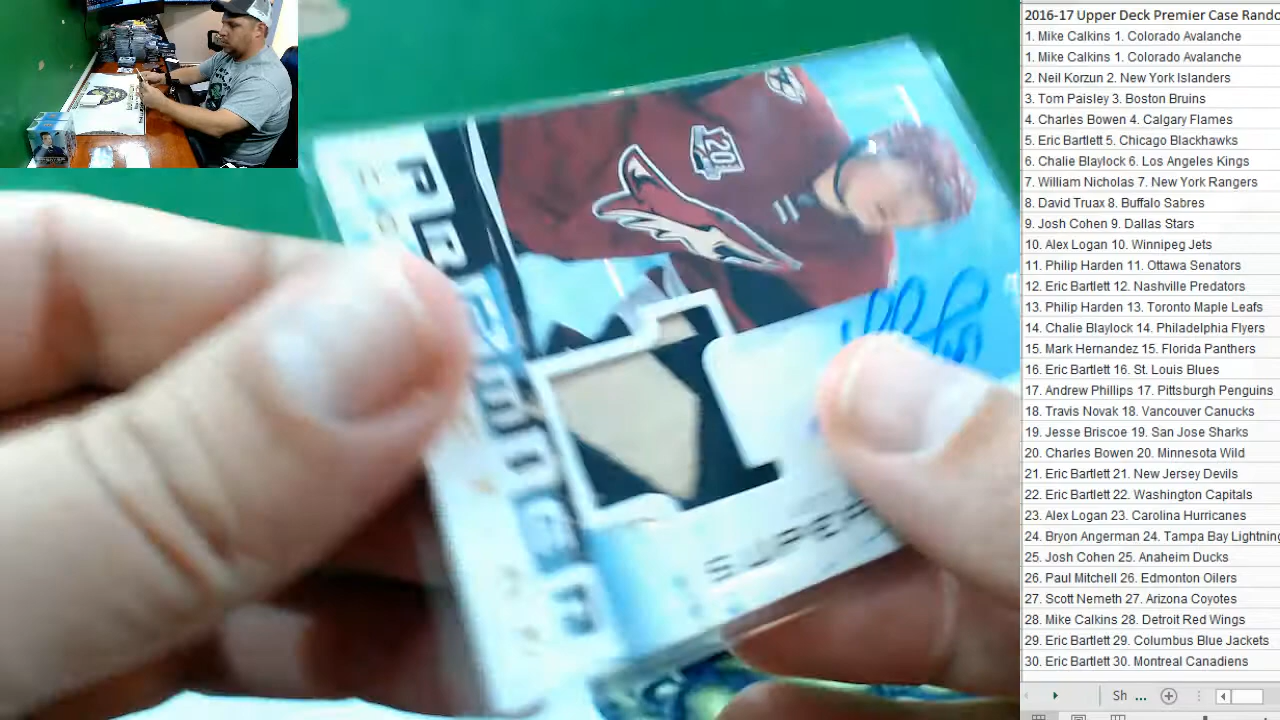 2016-17 Upper Deck Premier Case Rando
1. Mike Calkins 1. Colorado Avalanche
1. Mike Calkins 1. Colorado Avalanche
2. Neil Korzun 2. New York Islanders
3. Tom Paisley 3. Boston Bruins
4. Charles Bowen 4. Calgary Flames
5. Eric Bartlett 5. Chicago Blackhawks
6. Chalie Blaylock 6. Los Angeles Kings
7. William Nicholas 7. New York Rangers
8. David Truax 8. Buffalo Sabres
9. Josh Cohen 9. Dallas Stars
10. Alex Logan 10. Winnipeg Jets
11. Philip Harden 11. Ottawa Senators
12. Eric Bartlett 12. Nashville Predators
13. Philip Harden 13. Toronto Maple Leafs
14. Chalie Blaylock 14. Philadelphia Flyers
15. Mark Hernandez 15. Florida Panthers
16. Eric Bartlett 16. St. Louis Blues
17. Andrew Phillips 17. Pittsburgh Penguins
18. Travis Novak 18. Vancouver Canucks
19. Jesse Briscoe 19. San Jose Sharks
20. Charles Bowen 20. Minnesota Wild
21. Eric Bartlett 21. New Jersey Devils
22. Eric Bartlett 22. Washington Capitals
23. Alex Logan 23. Carolina Hurricanes
24. Bryon Angerman 24. Tampa Bay Lightning
25. Josh Cohen 25. Anaheim Ducks
26. Paul Mitchell 26. Edmonton Oilers
27. Scott Nemeth 27. Arizona Coyotes
28. Mike Calkins 28. Detroit Red Wings
29. Eric Bartlett 29. Columbus Blue Jackets
30. Eric Bartlett 30. Montreal Canadiens
Sh ...
PREMIER
20
SUPER